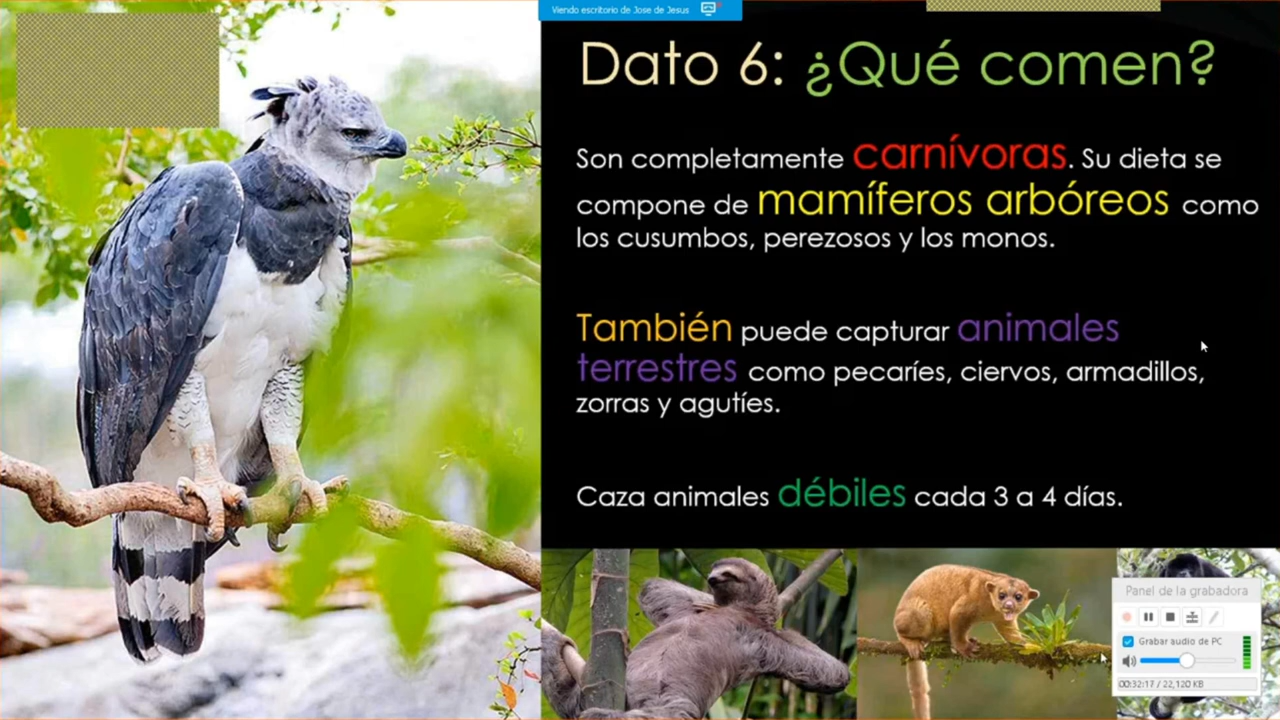 Viendo escritorio de Jose de Jesus
Dato 6: ¿Qué comen?
Son completamente carnívoras. Su dieta se
compone de mamíferos arbóreos como
los cusumbos, perezosos y los monos.
También puede capturar animales
terrestres como pecaríes, ciervos, armadillos,
zorras y agutíes.
Caza animales débiles cada 3 a 4 días.
Panel de la grabadora
Grabar audio de PC
00:32:17 / 22,120 KB